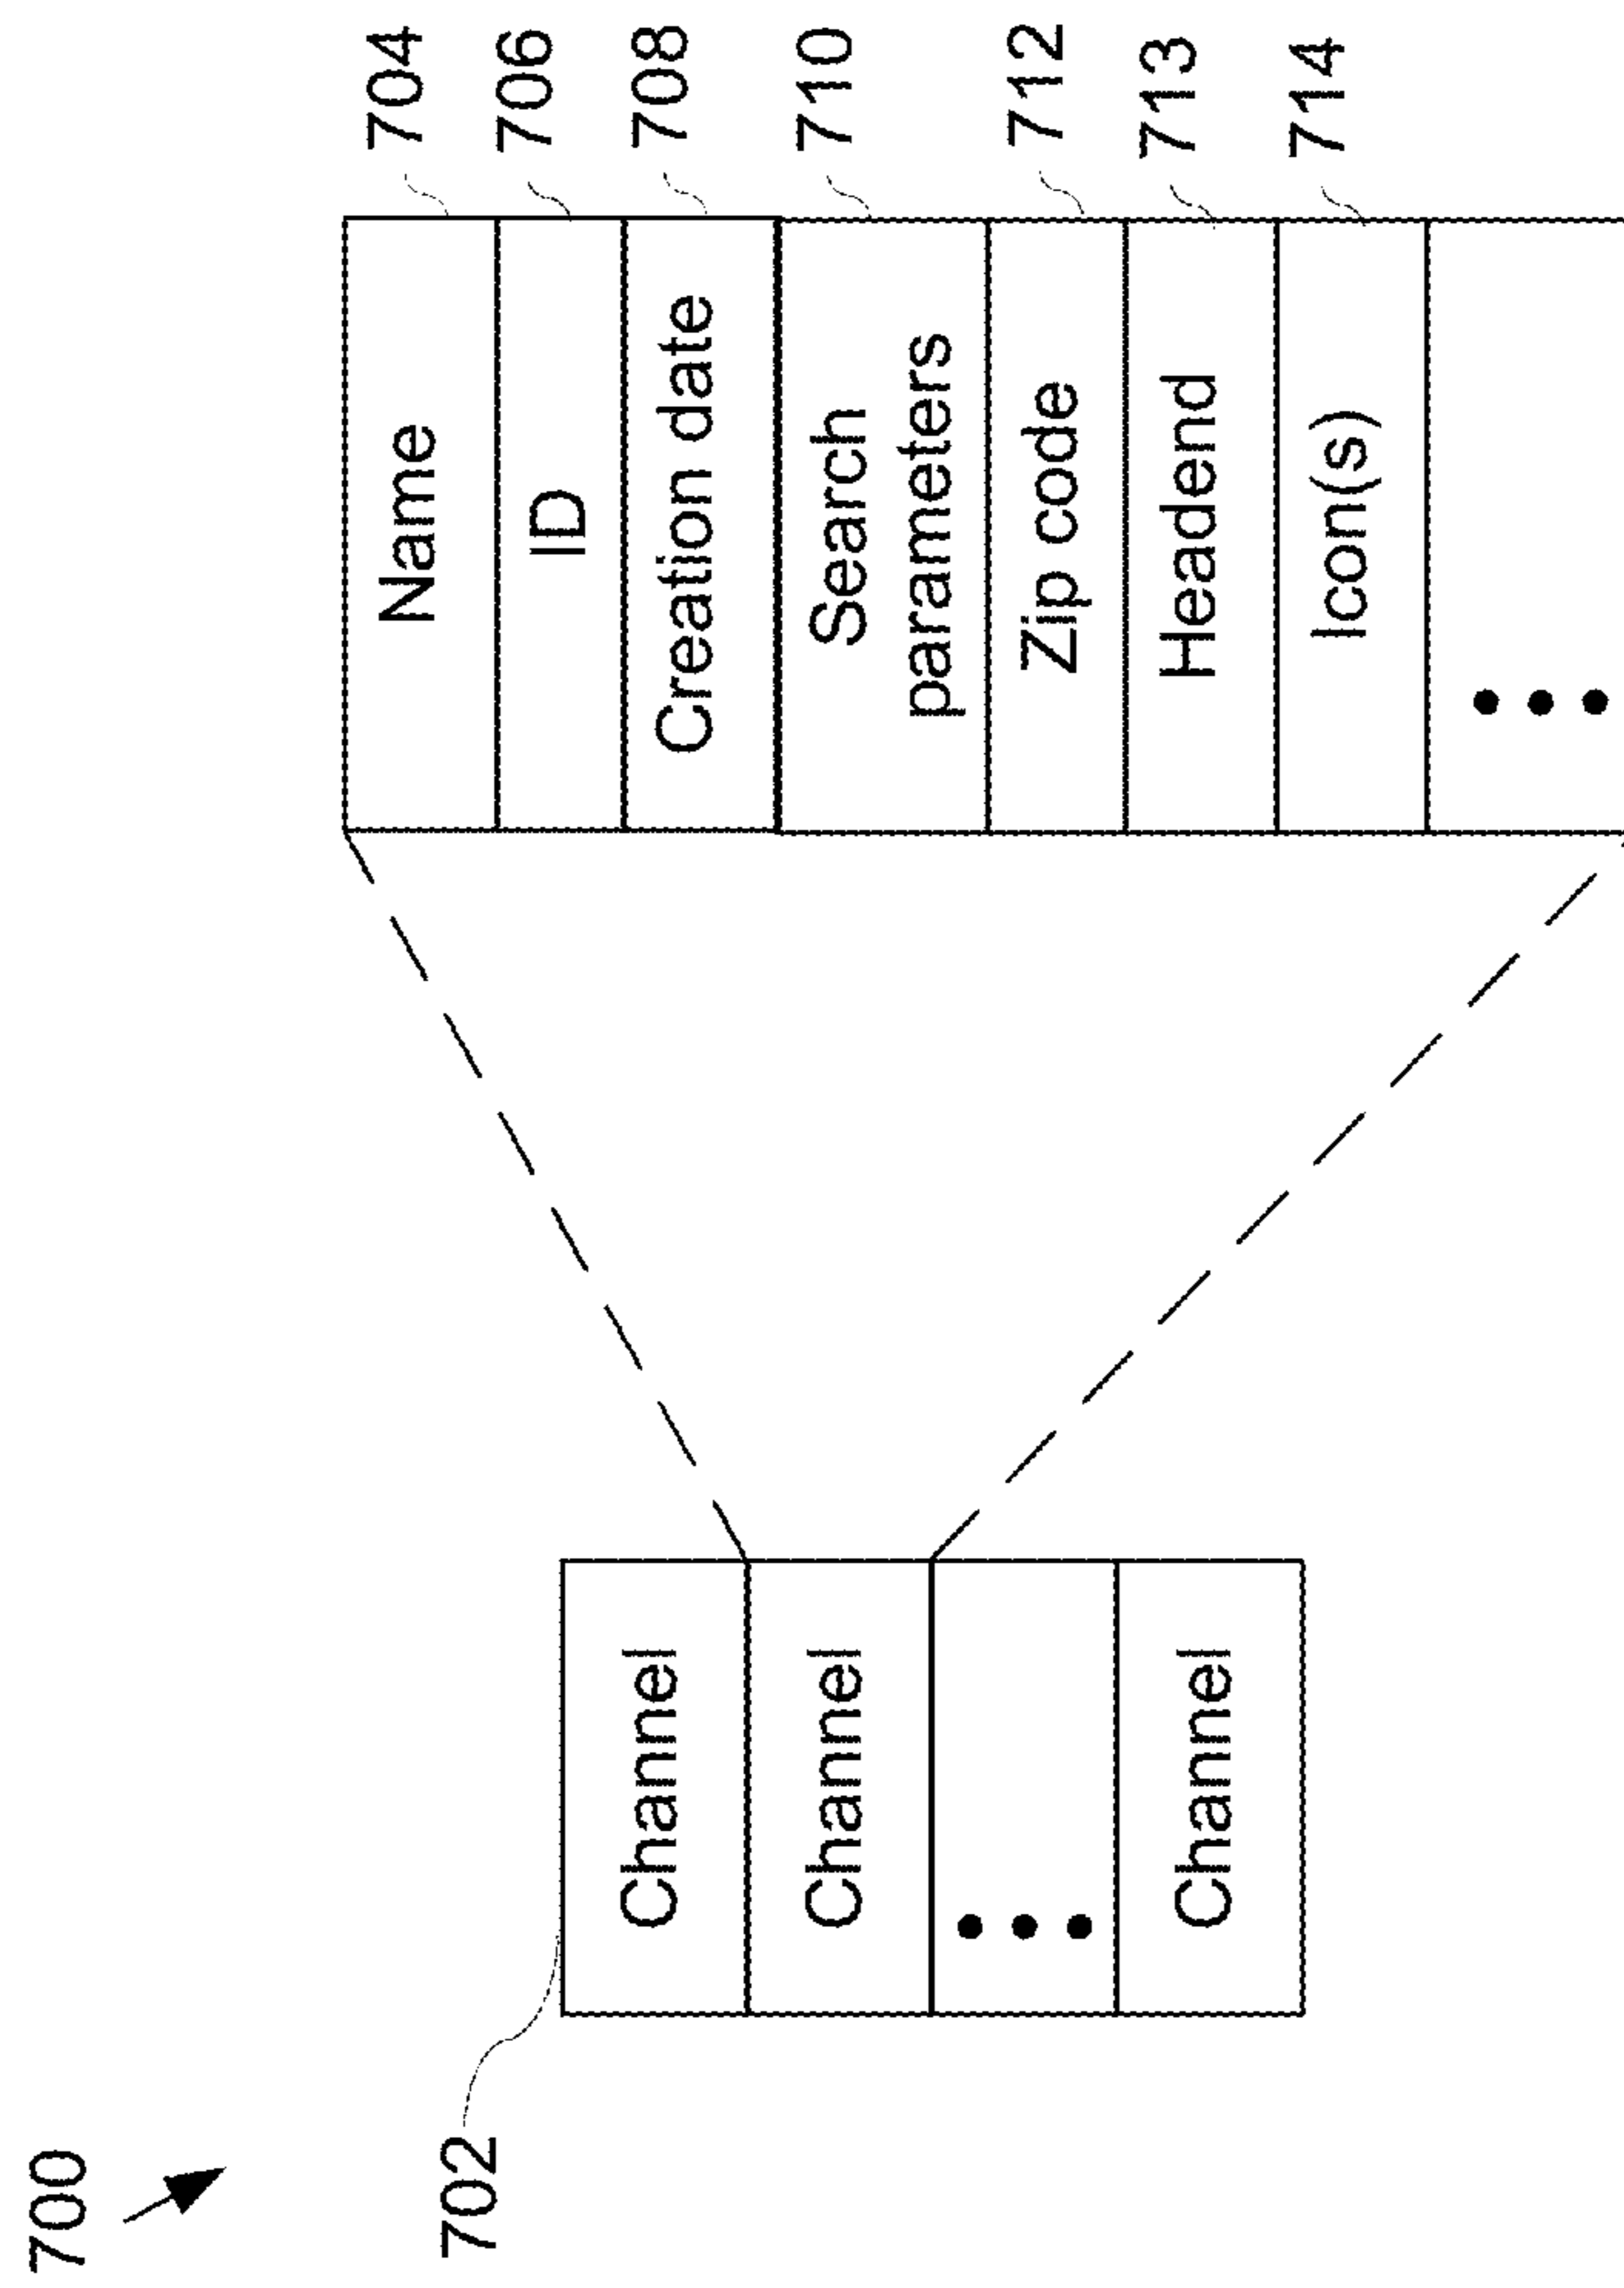 700
702
Channel
Channel
Channel
Name
704
ID
706
Creation date
708
Search
parameters
710
Zip code
712
Headend
713
Icon(s)
714